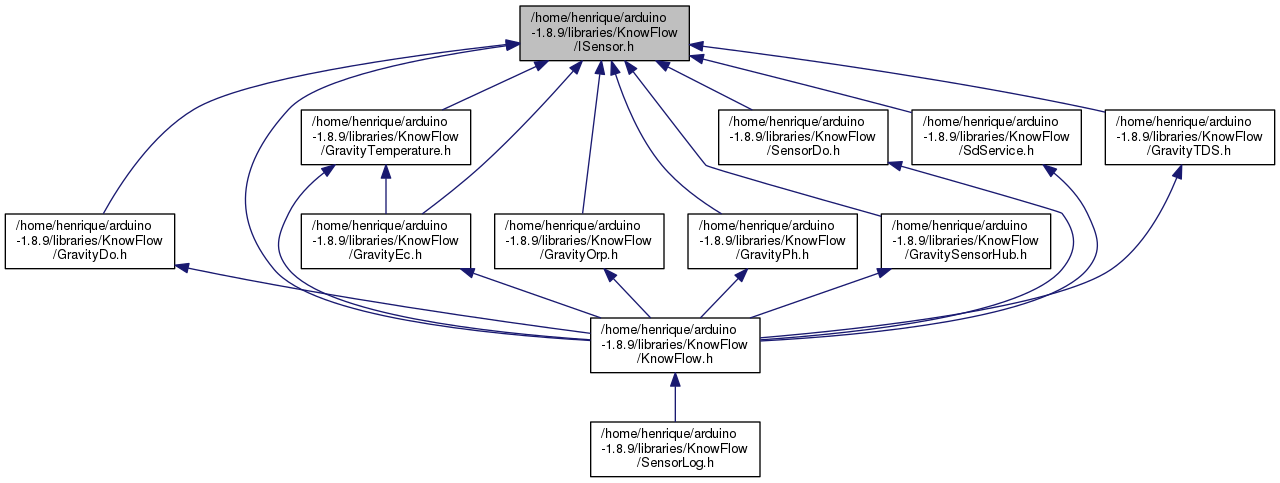 /home/henrique/arduino
-1.8.9/libraries/KnowFlow
/ISensor.h
/home/henrique/arduino
-1.8.9/libraries/KnowFlow
/GravityTemperature.h
/home/henrique/arduino
-1.8.9/libraries/KnowFlow
/SensorDo.h
/home/henrique/arduino
-1.8.9/libraries/KnowFlow
/SdService.h
/home/henrique/arduino
-1.8.9/libraries/KnowFlow
/GravityTDS.h
/home/henrique/arduino
-1.8.9/libraries/KnowFlow
/GravityDo.h
/home/henrique/arduino
-1.8.9/libraries/KnowFlow
/GravityEc.h
/home/henrique/arduino
-1.8.9/libraries/KnowFlow
/GravityOrp.h
/home/henrique/arduino
-1.8.9/libraries/KnowFlow
/GravityPh.h
/home/henrique/arduino
-1.8.9/libraries/KnowFlow
/GravitySensorHub.h
/home/henrique/arduino
-1.8.9/libraries/KnowFlow
/KnowFlow.h
/home/henrique/arduino
-1.8.9/libraries/KnowFlow
/SensorLog.h